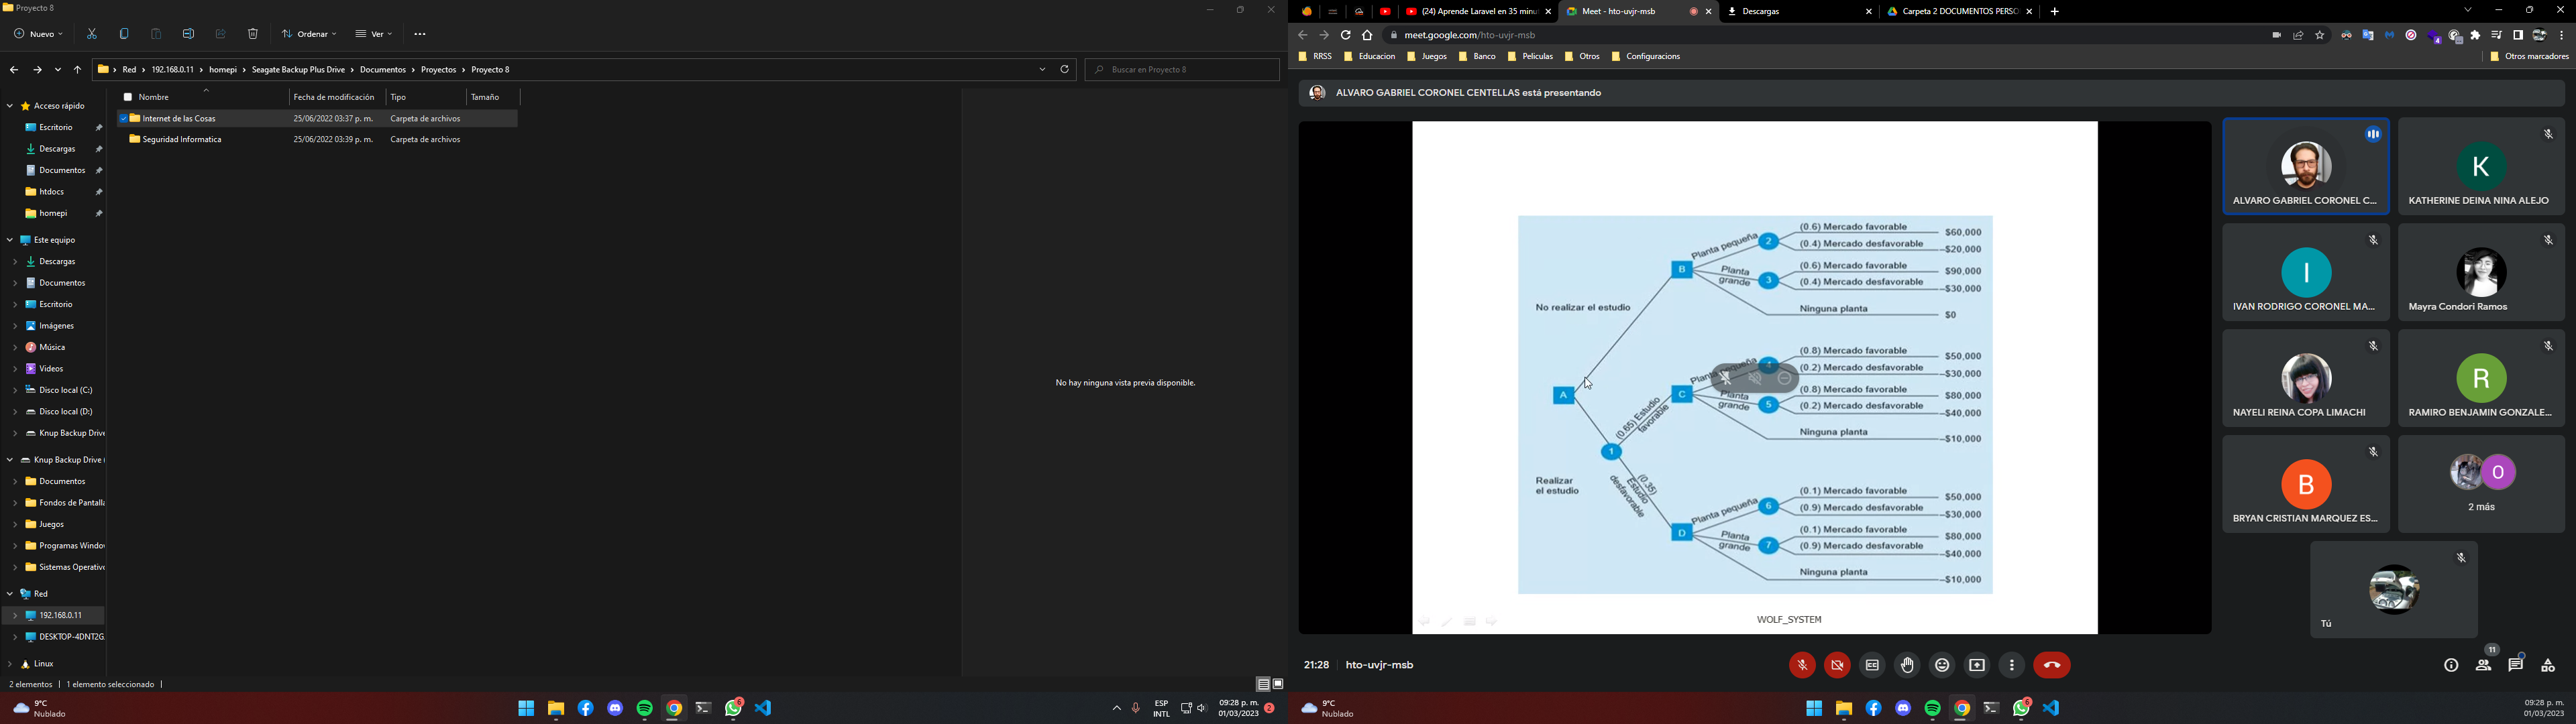 Proyecto 8
Nuevo
Ordenar
Ver
Red > 192.168.0.11 > homepi > Seagate Backup Plus Drive > Documentos > Proyectos > Proyecto 8
Buscar en Proyecto 8
Nombre Fecha de modificación Tipo Tamaño
Internet de las Cosas 25/06/2022 03:37 p. m. Carpeta de archivos
Seguridad Informatica 25/06/2022 03:39 p. m. Carpeta de archivos
Acceso rápido
Escritorio
Descargas
Documentos
htdocs
homepi
Este equipo
Descargas
Documentos
Escritorio
Imágenes
Música
Videos
Disco local (C:)
Disco local (D:)
Knup Backup Drive
Knup Backup Drive (
Documentos
Fondos de Pantalla
Juegos
Programas Window
Sistemas Operativo
Red
192.168.0.11
DESKTOP-4DNT2G
Linux
No hay ninguna vista previa disponible.
2 elementos
1 elemento seleccionado
9°C
Nublado
6
ESP
INTL
09:28 p. m.
01/03/2023
2
(24) Aprende Laravel en 35 minu
Meet - hto-uvjr-msb
Descargas
Carpeta 2 DOCUMENTOS PERSO
meet.google.com/hto-uvjr-msb
4
RRSS
Educacion
Juegos
Banco
Peliculas
Otros
Configuracions
Otros marcadores
ALVARO GABRIEL CORONEL CENTELLAS está presentando
No realizar el estudio
Realizar
el estudio
A
1
(0.65) Estudio
favorable
(0.35)
Estudio
desfavorable
B
Planta pequeña
2
(0.6) Mercado favorable
$60,000
(0.4) Mercado desfavorable
–$20,000
Planta
grande
3
(0.6) Mercado favorable
$90,000
(0.4) Mercado desfavorable
–$30,000
Ninguna planta
$0
C
Planta pequeña
4
(0.8) Mercado favorable
$50,000
(0.2) Mercado desfavorable
–$30,000
Planta
grande
5
(0.8) Mercado favorable
$80,000
(0.2) Mercado desfavorable
–$40,000
Ninguna planta
–$10,000
D
Planta pequeña
6
(0.1) Mercado favorable
$50,000
(0.9) Mercado desfavorable
–$30,000
Planta
grande
7
(0.1) Mercado favorable
$80,000
(0.9) Mercado desfavorable
–$40,000
Ninguna planta
–$10,000
WOLF_SYSTEM
ALVARO GABRIEL CORONEL C...
K
KATHERINE DEINA NINA ALEJO
I
IVAN RODRIGO CORONEL MA...
Mayra Condori Ramos
NAYELI REINA COPA LIMACHI
R
RAMIRO BENJAMIN GONZALE...
B
BRYAN CRISTIAN MARQUEZ ES...
O
2 más
Tú
21:28
hto-uvjr-msb
11
9°C
Nublado
6
09:28 p. m.
01/03/2023